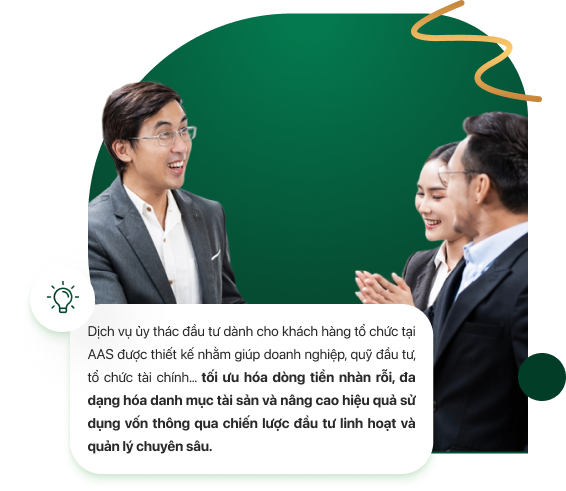 Dịch vụ ủy thác đầu tư dành cho khách hàng tổ chức tại
AAS được thiết kế nhằm giúp doanh nghiệp, quỹ đầu tư,
tổ chức tài chính... tối ưu hóa dòng tiền nhàn rỗi, đa
dạng hóa danh mục tài sản và nâng cao hiệu quả sử
dụng vốn thông qua chiến lược đầu tư linh hoạt và
quản lý chuyên sâu.